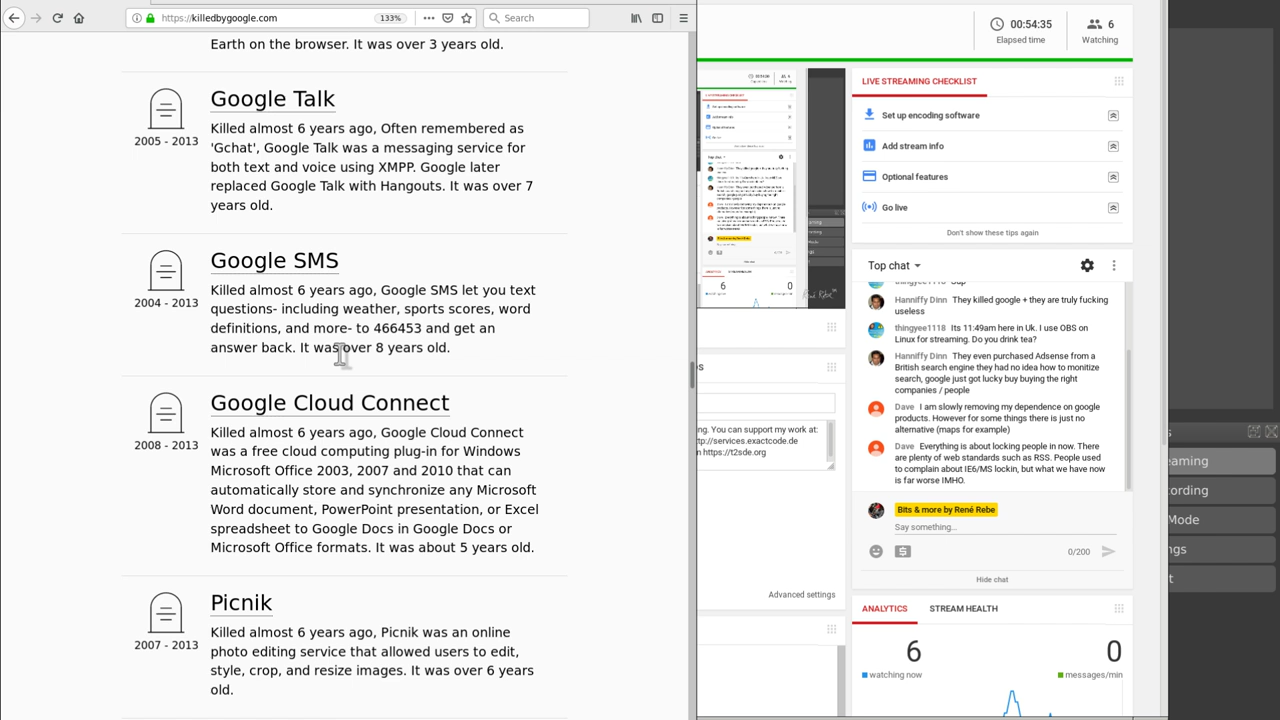 https://killedbygoogle.com
133%
Search
Earth on the browser. It was over 3 years old.
Google Talk
2005 - 2013
Killed almost 6 years ago, Often remembered as
'Gchat', Google Talk was a messaging service for
both text and voice using XMPP. Google later
replaced Google Talk with Hangouts. It was over 7
years old.
Google SMS
2004 - 2013
Killed almost 6 years ago, Google SMS let you text
questions- including weather, sports scores, word
definitions, and more- to 466453 and get an
answer back. It was over 8 years old.
Google Cloud Connect
2008 - 2013
Killed almost 6 years ago, Google Cloud Connect
was a free cloud computing plug-in for Windows
Microsoft Office 2003, 2007 and 2010 that can
automatically store and synchronize any Microsoft
Word document, PowerPoint presentation, or Excel
spreadsheet to Google Docs in Google Docs or
Microsoft Office formats. It was about 5 years old.
Picnik
2007 - 2013
Killed almost 6 years ago, Picnik was an online
photo editing service that allowed users to edit,
style, crop, and resize images. It was over 6 years
old.
00:54:35
Elapsed time
6
Watching
LIVE STREAMING CHECKLIST
Set up encoding software
Add stream info
Optional features
Go live
Don't show these tips again
Top chat
Hanniffy Dinn They killed google + they are truly fucking
useless
thingyee1118 Its 11:49am here in Uk. I use OBS on
Linux for streaming. Do you drink tea?
Hanniffy Dinn They even purchased Adsense from a
British search engine they had no idea how to monitize
search, google just got lucky buy buying the right
companies / people
Dave I am slowly removing my dependence on google
products. However for some things there is just no
alternative (maps for example)
Dave Everything is about locking people in now. There
are plenty of web standards such as RSS. People used
to complain about IE6/MS lockin, but what we have now
is far worse IMHO.
Bits & more by René Rebe
Say something...
0/200
Hide chat
ANALYTICS
STREAM HEALTH
6
watching now
0
messages/min
ng. You can support my work at:
ttp://services.exactcode.de
n https://t2sde.org
Advanced settings
René Rebe
6
0
eaming
ording
Mode
ngs
t